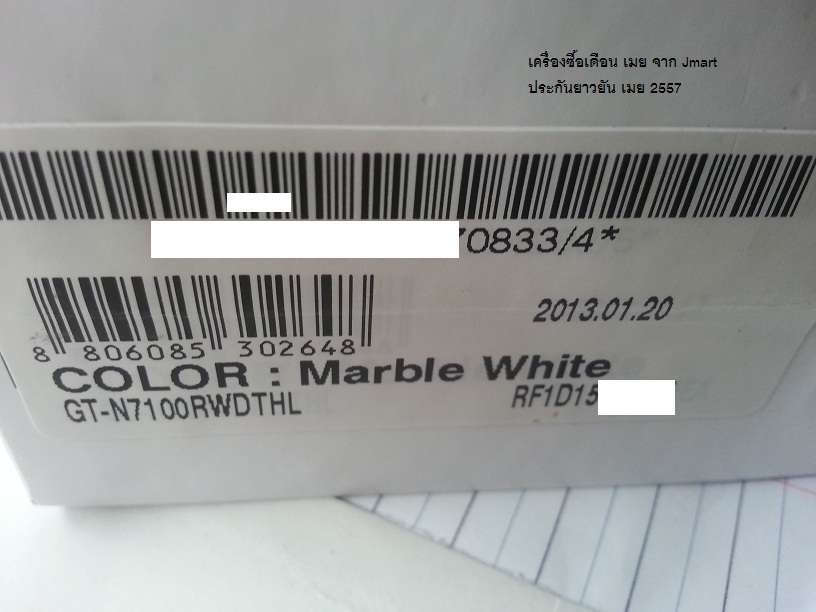 เครื่องซื้อเดือน เมย จาก Jmart
ประกันยาวยัน เมย 2557
0833/4*
2013.01.20
8 806085 302648
COLOR : Marble White
GT-N7100RWDTHL
RF1D15